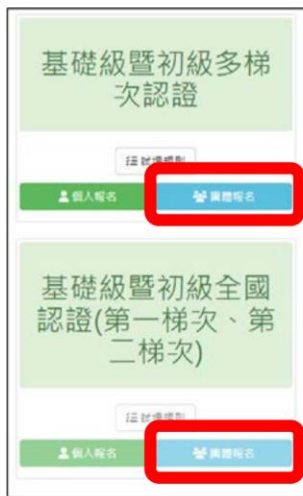 基礎級暨初級多梯
次認證
試場規則
個人報名
團體報名
基礎級暨初級全國
認證(第一梯次、第
二梯次)
試場規則
個人報名
團體報名